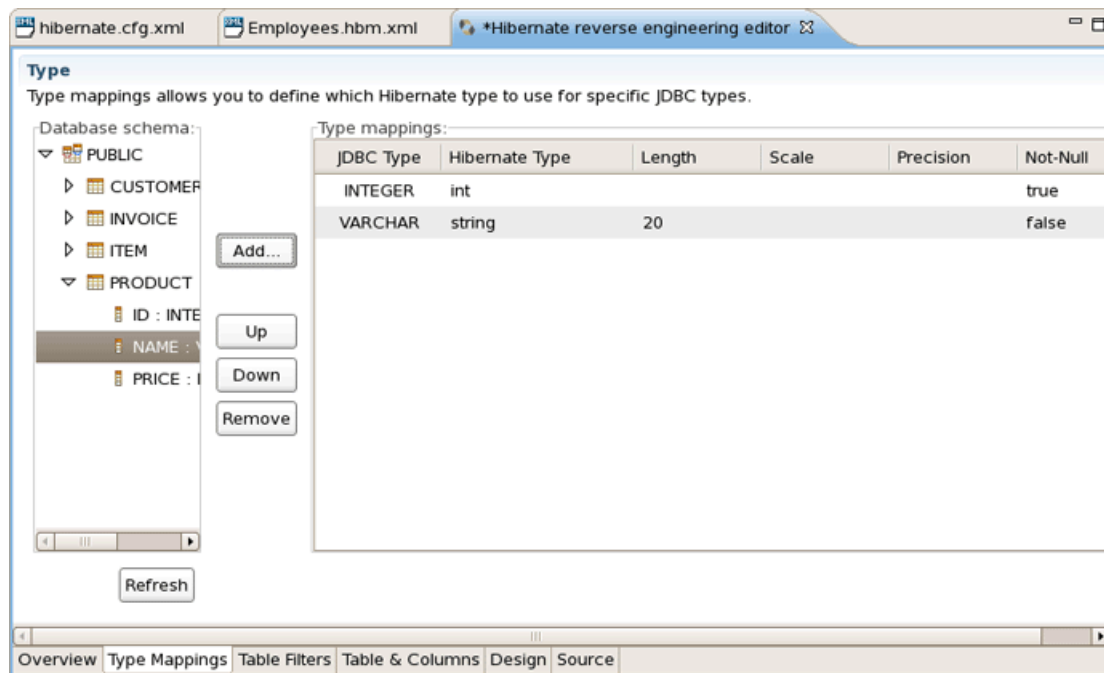 hibernate.cfg.xml Employees.hbm.xml *Hibernate reverse engineering editor
Type
Type mappings allows you to define which Hibernate type to use for specific JDBC types.
Database schema:
PUBLIC
CUSTOMER
INVOICE
ITEM
PRODUCT
ID : INTE
NAME :
PRICE :
Add...
Up
Down
Remove
Refresh
Type mappings:
JDBC Type Hibernate Type Length Scale Precision Not-Null
INTEGER int true
VARCHAR string 20 false
Overview Type Mappings Table Filters Table & Columns Design Source